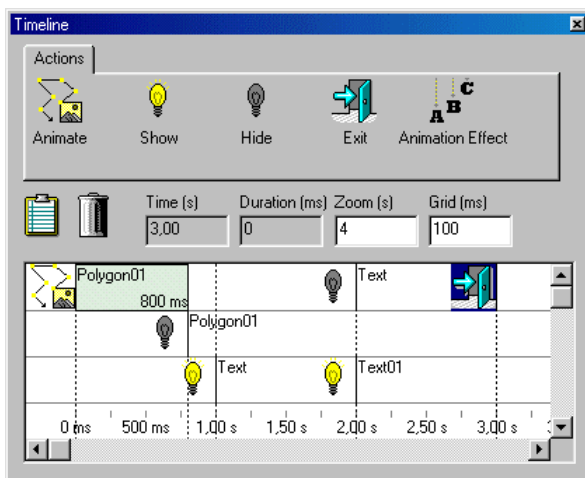 Timeline
Actions
Animate Show Hide Exit Animation Effect
A B C
Time (s) Duration (ms) Zoom (s) Grid (ms)
3,00 0 4 100
Polygon01 Text
800 ms
Polygon01
Text Text01
0 ms 500 ms 1,00 s 1,50 s 2,00 s 2,50 s 3,00 s